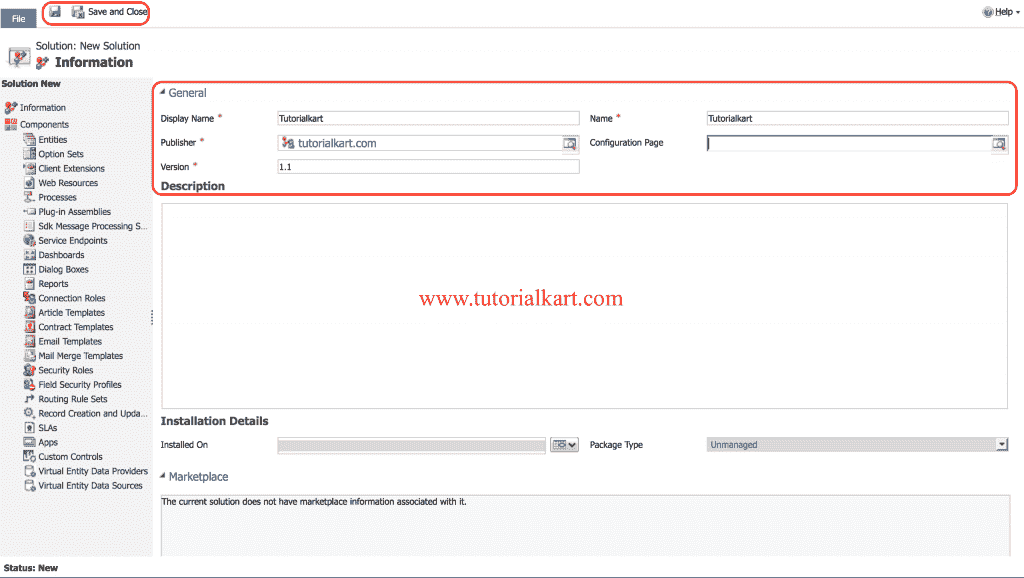 File
Save and Close
Help
Solution: New Solution
Information
Solution New
Information
Components
Entities
Option Sets
Client Extensions
Web Resources
Processes
Plug-in Assemblies
Sdk Message Processing S...
Service Endpoints
Dashboards
Dialog Boxes
Reports
Connection Roles
Article Templates
Contract Templates
Email Templates
Mail Merge Templates
Security Roles
Field Security Profiles
Routing Rule Sets
Record Creation and Upda...
SLAs
Apps
Custom Controls
Virtual Entity Data Providers
Virtual Entity Data Sources
General
Display Name * Tutorialkart Name * Tutorialkart
Publisher * tutorialkart.com Configuration Page
Version * 1.1
Description
www.tutorialkart.com
Installation Details
Installed On Package Type Unmanaged
Marketplace
The current solution does not have marketplace information associated with it.
Status: New